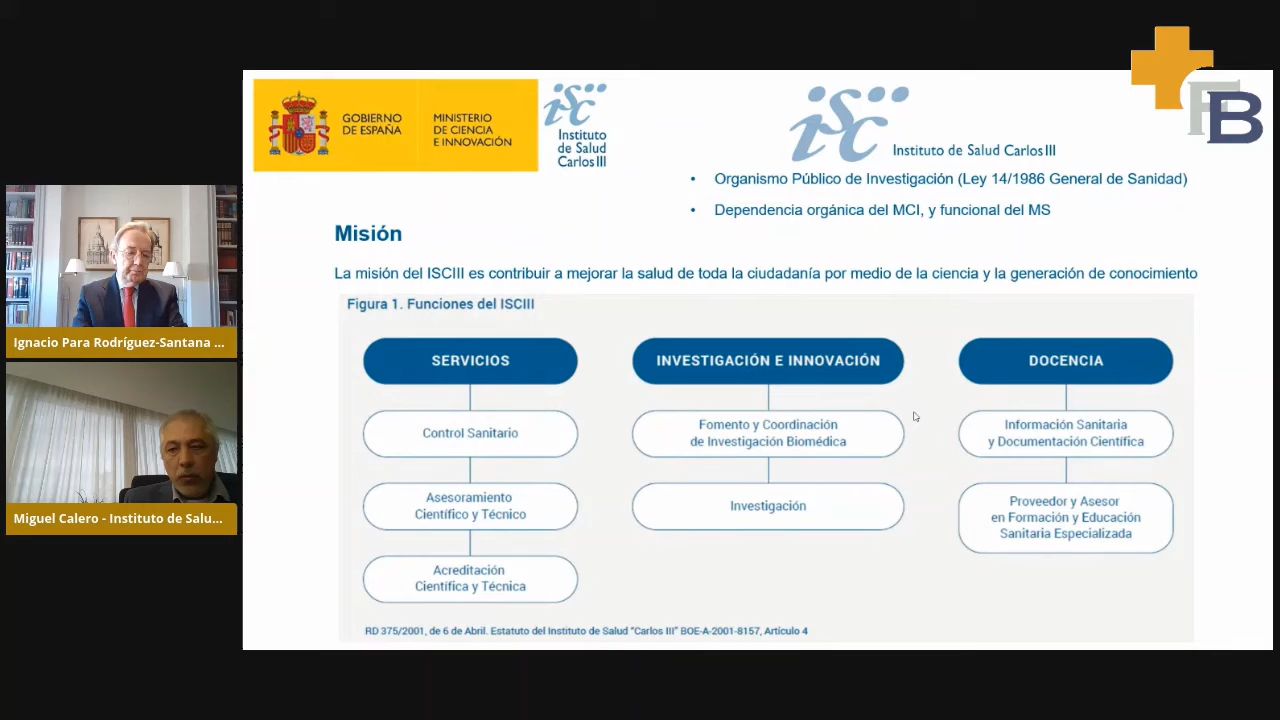 GOBIERNO
DE ESPAÑA
MINISTERIO
DE CIENCIA
E INNOVACIÓN
isc
Instituto
de Salud
Carlos III
isc
Instituto de Salud Carlos III
FB
• Organismo Público de Investigación (Ley 14/1986 General de Sanidad)
• Dependencia orgánica del MCI, y funcional del MS
Misión
La misión del ISCIII es contribuir a mejorar la salud de toda la ciudadanía por medio de la ciencia y la generación de conocimiento
Figura 1. Funciones del ISCIII
SERVICIOS
Control Sanitario
Asesoramiento
Científico y Técnico
Acreditación
Científica y Técnica
INVESTIGACIÓN E INNOVACIÓN
Fomento y Coordinación
de Investigación Biomédica
Investigación
DOCENCIA
Información Sanitaria
y Documentación Científica
Proveedor y Asesor
en Formación y Educación
Sanitaria Especializada
RD 375/2001, de 6 de Abril. Estatuto del Instituto de Salud "Carlos III" BOE-A-2001-8157, Artículo 4
Ignacio Para Rodríguez-Santana ...
Miguel Calero - Instituto de Salu...